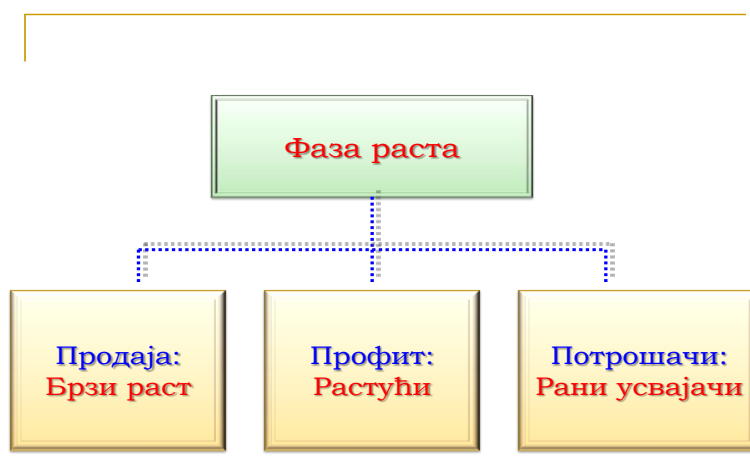 Фаза раста
Продаја:
Брзи раст
Профит:
Растући
Потрошачи:
Рани усвајачи